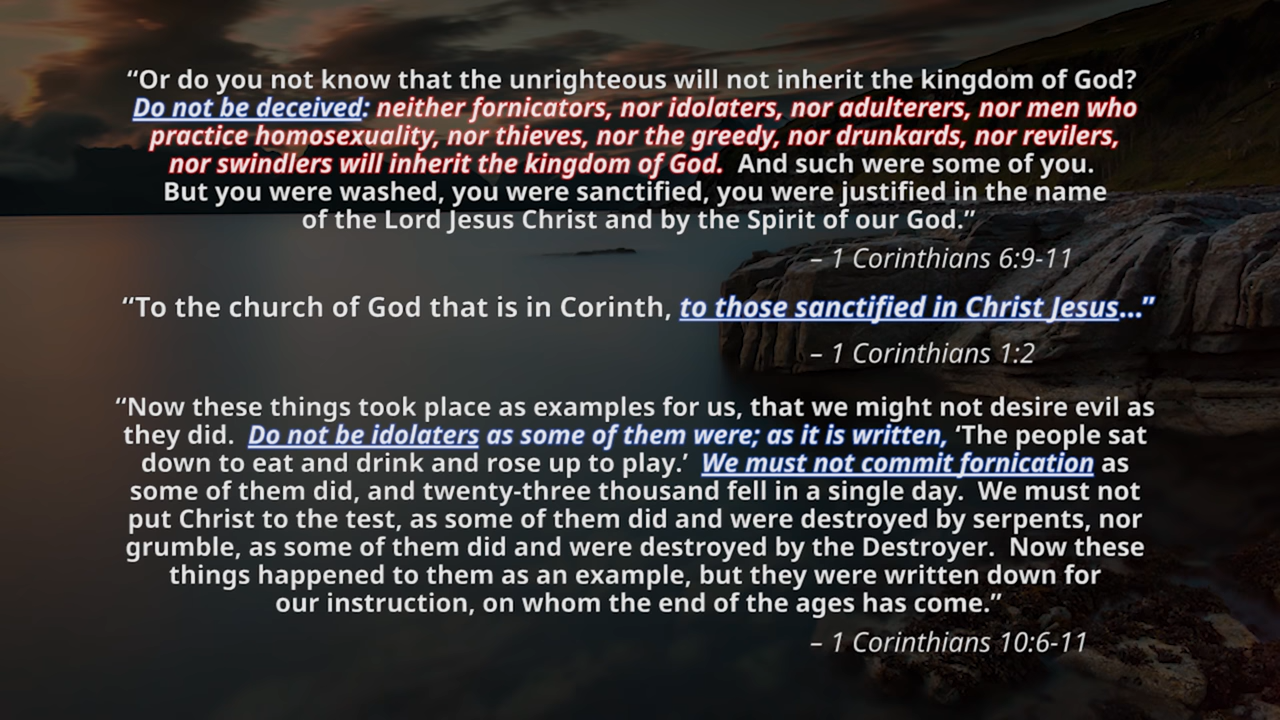 “Or do you not know that the unrighteous will not inherit the kingdom of God?
Do not be deceived: neither fornicators, nor idolaters, nor adulterers, nor men who
practice homosexuality, nor thieves, nor the greedy, nor drunkards, nor revilers,
nor swindlers will inherit the kingdom of God.  And such were some of you.
But you were washed, you were sanctified, you were justified in the name
of the Lord Jesus Christ and by the Spirit of our God.”
– 1 Corinthians 6:9-11
“To the church of God that is in Corinth, to those sanctified in Christ Jesus…”
– 1 Corinthians 1:2
“Now these things took place as examples for us, that we might not desire evil as
they did.  Do not be idolaters as some of them were; as it is written, ‘The people sat
down to eat and drink and rose up to play.’  We must not commit fornication as
some of them did, and twenty-three thousand fell in a single day.  We must not
put Christ to the test, as some of them did and were destroyed by serpents, nor
grumble, as some of them did and were destroyed by the Destroyer.  Now these
things happened to them as an example, but they were written down for
our instruction, on whom the end of the ages has come.”
– 1 Corinthians 10:6-11